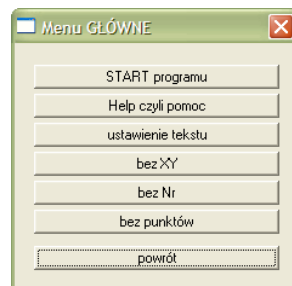 Menu GŁÓWNE
START programu
Help czyli pomoc
ustawienie tekstu
bez XY
bez Nr
bez punktów
powrót